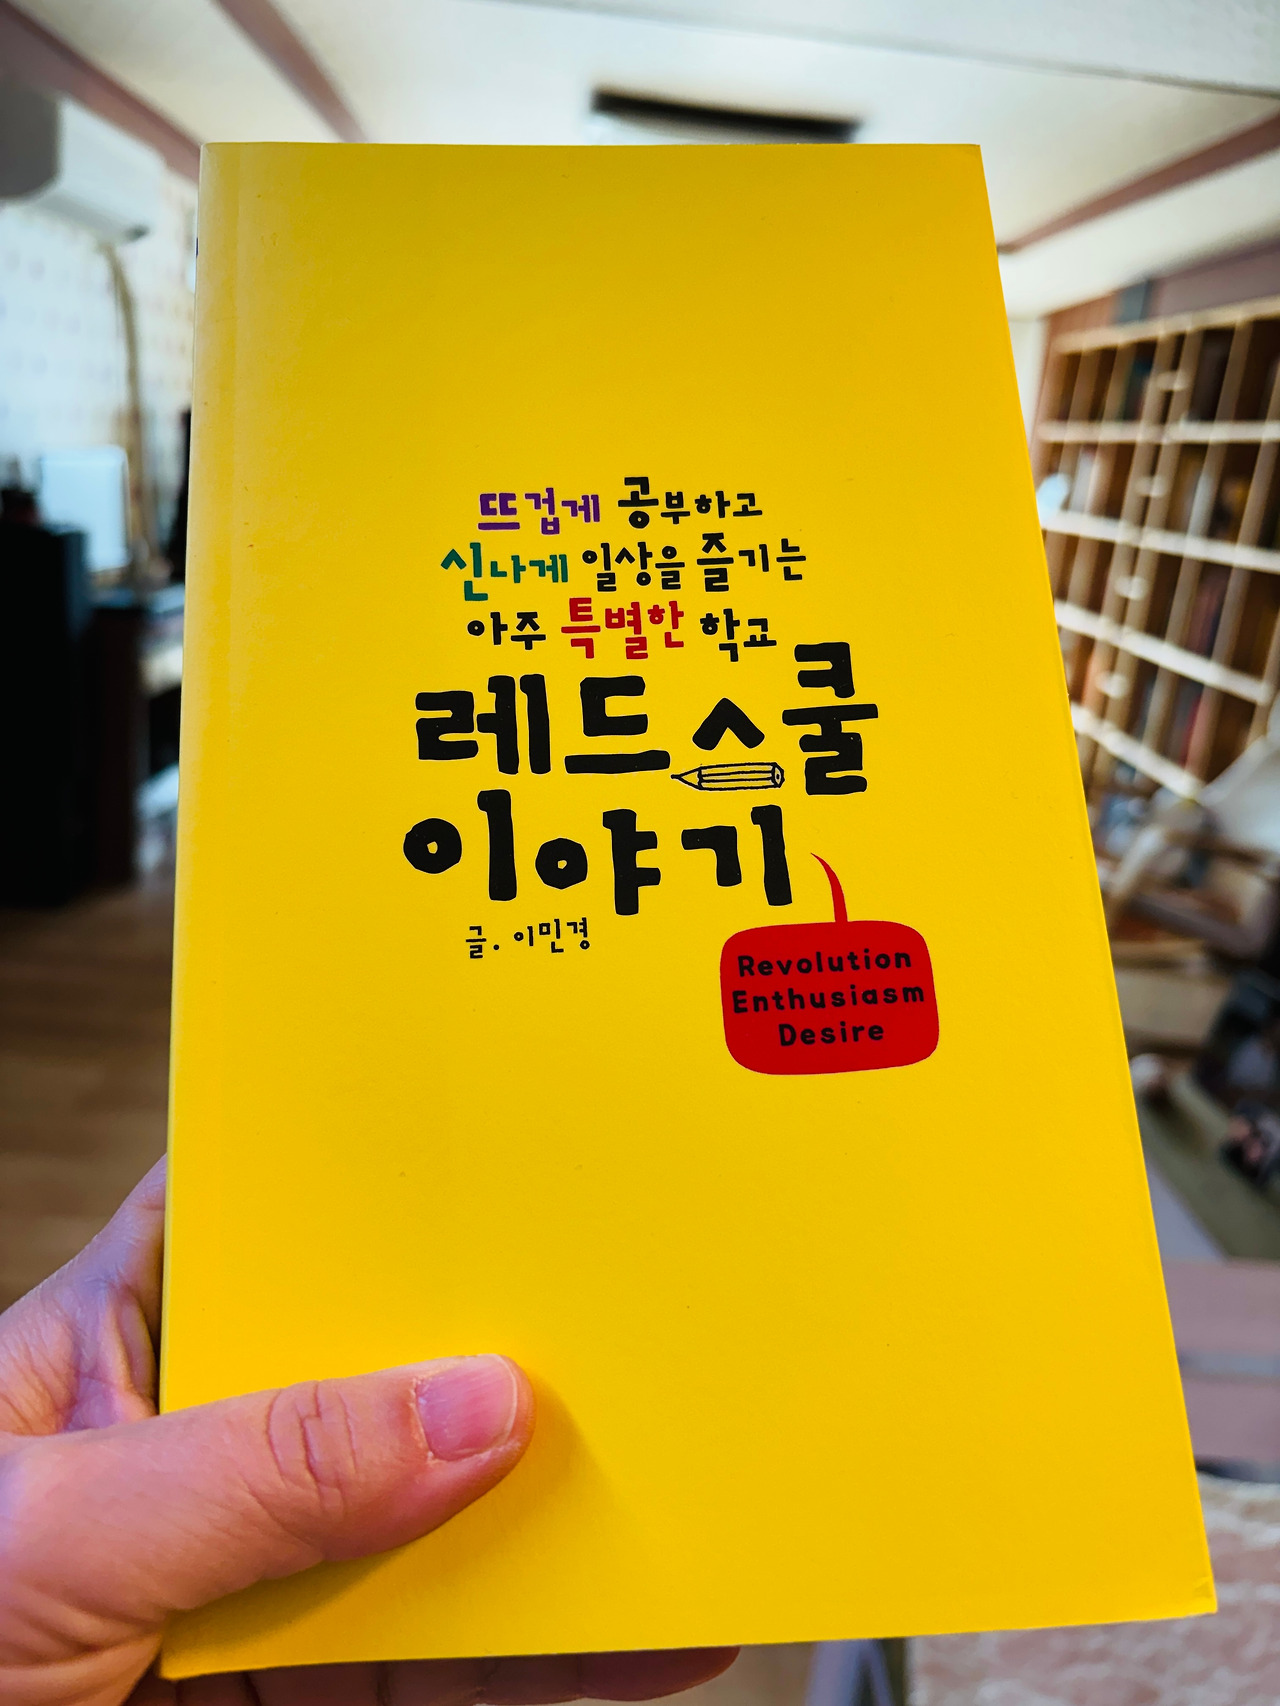 뜨겁게 공부하고
신나게 일상을 즐기는
아주 특별한 학교
레드스쿨
이야기
글. 이민경
Revolution
Enthusiasm
Desire